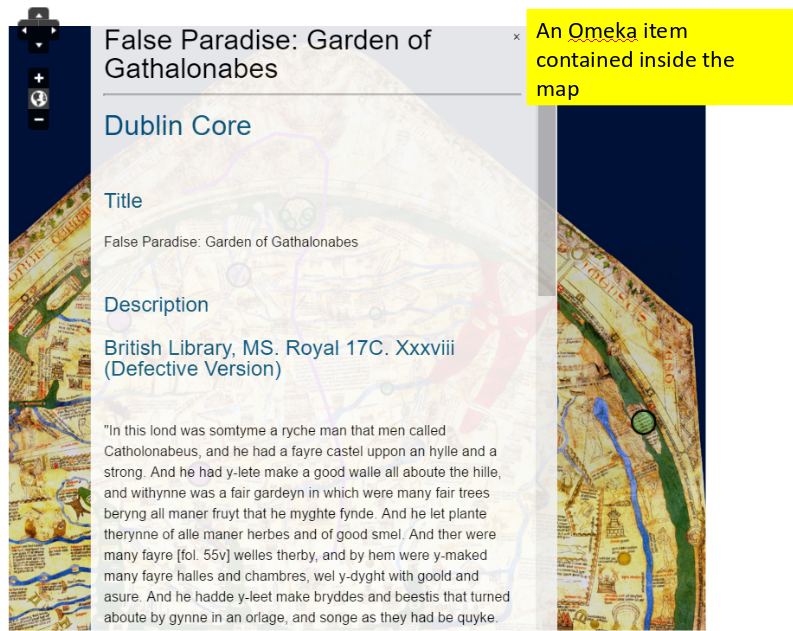 False Paradise: Garden of
Gathalonabes
×
An Omeka item
contained inside the
map
Dublin Core
Title
False Paradise: Garden of Gathalonabes
Description
British Library, MS. Royal 17C. Xxxviii
(Defective Version)
"In this lond was somtyme a ryche man that men called
Catholonabeus, and he had a fayre castel uppon an hylle and a
strong. And he had y-lete make a good walle all aboute the hille,
and withynne was a fair gardeyn in which were many fair trees
beryng all maner fruyt that he myghte fynde. And he let plante
therynne of alle maner herbes and of good smel. And ther were
many fayre [fol. 55v] welles therby, and by hem were y-maked
many fayre halles and chambres, wel y-dyght with goold and
asure. And he hadde y-leet make bryddes and beestis that turned
aboute by gynne in an orlage, and songe as they had be quyke.